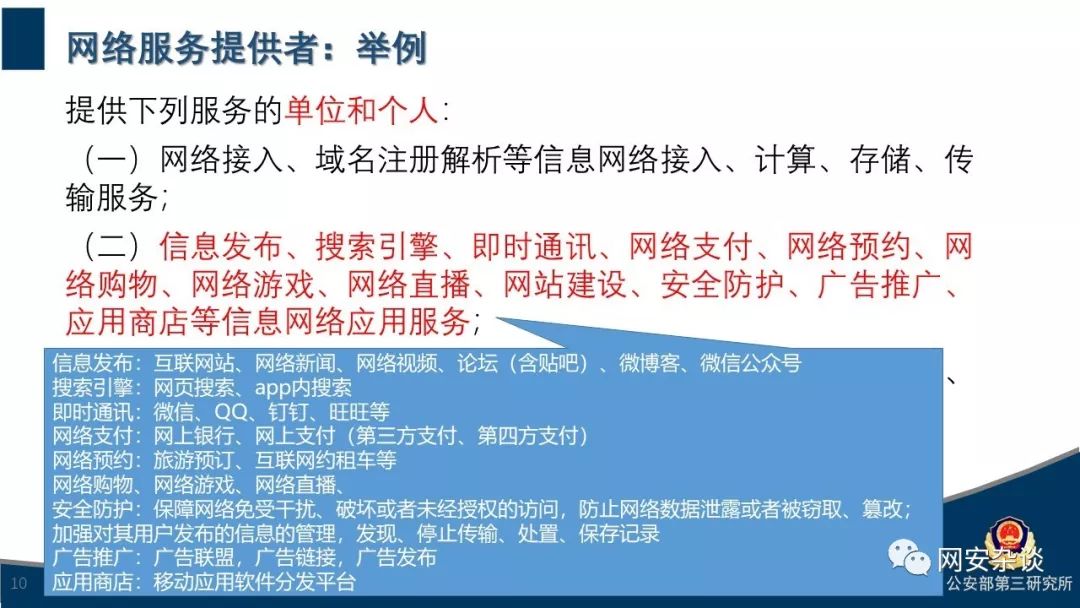 网络服务提供者：举例
提供下列服务的单位和个人：
（一）网络接入、域名注册解析等信息网络接入、计算、存储、传
输服务；
（二）信息发布、搜索引擎、即时通讯、网络支付、网络预约、网
络购物、网络游戏、网络直播、网站建设、安全防护、广告推广、
应用商店等信息网络应用服务；
、
信息发布：互联网站、网络新闻、网络视频、论坛（含贴吧）、微博客、微信公众号
搜索引擎：网页搜索、app内搜索
即时通讯：微信、QQ、钉钉、旺旺等
网络支付：网上银行、网上支付（第三方支付、第四方支付）
网络预约：旅游预订、互联网约租车等
网络购物、网络游戏、网络直播、
安全防护：保障网络免受干扰、破坏或者未经授权的访问，防止网络数据泄露或者被窃取、篡改；
加强对其用户发布的信息的管理，发现、停止传输、处置、保存记录
广告推广：广告联盟，广告链接，广告发布
应用商店：移动应用软件分发平台
10
网安杂谈
公安部第三研究所